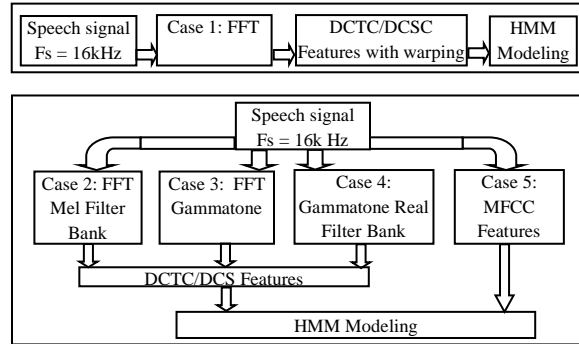 Speech signal
Fs = 16kHz
Case 1: FFT
DCTC/DCSC
Features with warping
HMM
Modeling
Speech signal
Fs = 16k Hz
Case 2: FFT
Mel Filter
Bank
Case 3: FFT
Gammatone
Case 4:
Gammatone Real
Filter Bank
Case 5:
MFCC
Features
DCTC/DCS Features
HMM Modeling